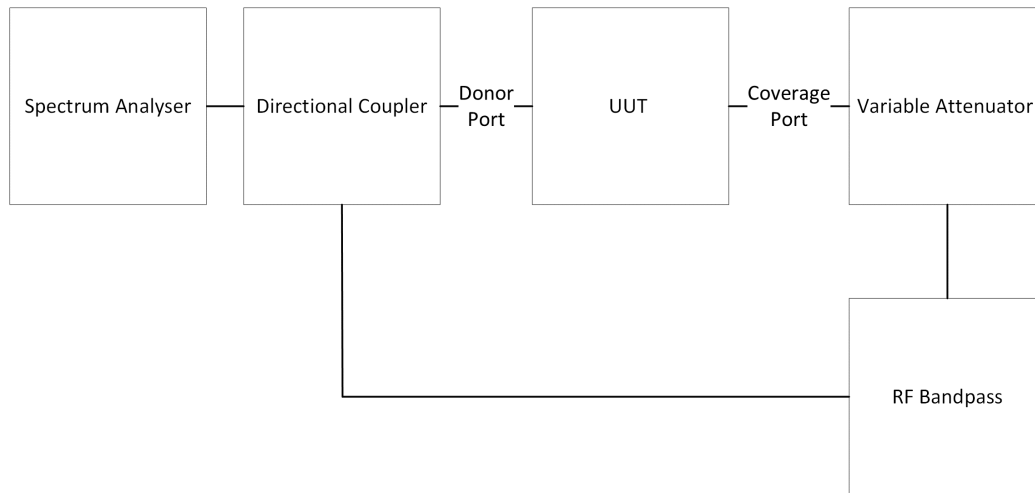 Spectrum Analyser
Directional Coupler
Donor
Port
UUT
Coverage
Port
Variable Attenuator
RF Bandpass